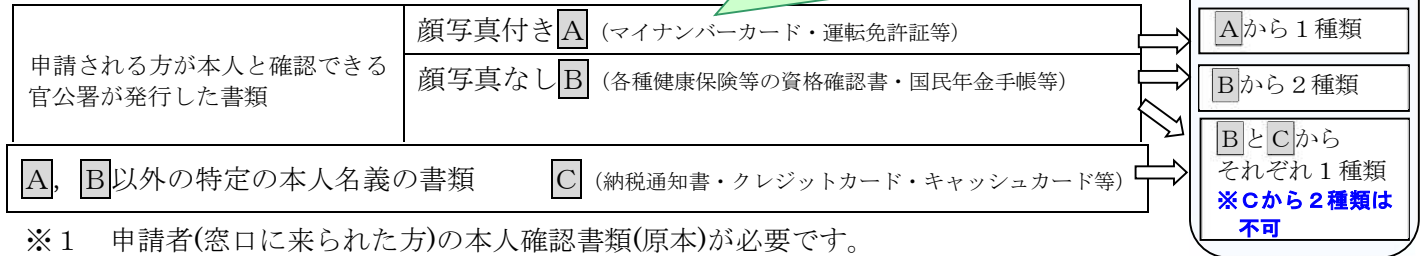 申請される方が本人と確認できる
官公署が発行した書類
顔写真付きA（マイナンバーカード・運転免許証等）
顔写真なしB（各種健康保険等の資格確認書・国民年金手帳等）
A，B以外の特定の本人名義の書類　C（納税通知書・クレジットカード・キャッシュカード等）
Aから１種類
Bから２種類
BとCから
それぞれ１種類
※Ｃから２種類は
不可
※１　申請者(窓口に来られた方)の本人確認書類(原本)が必要です。